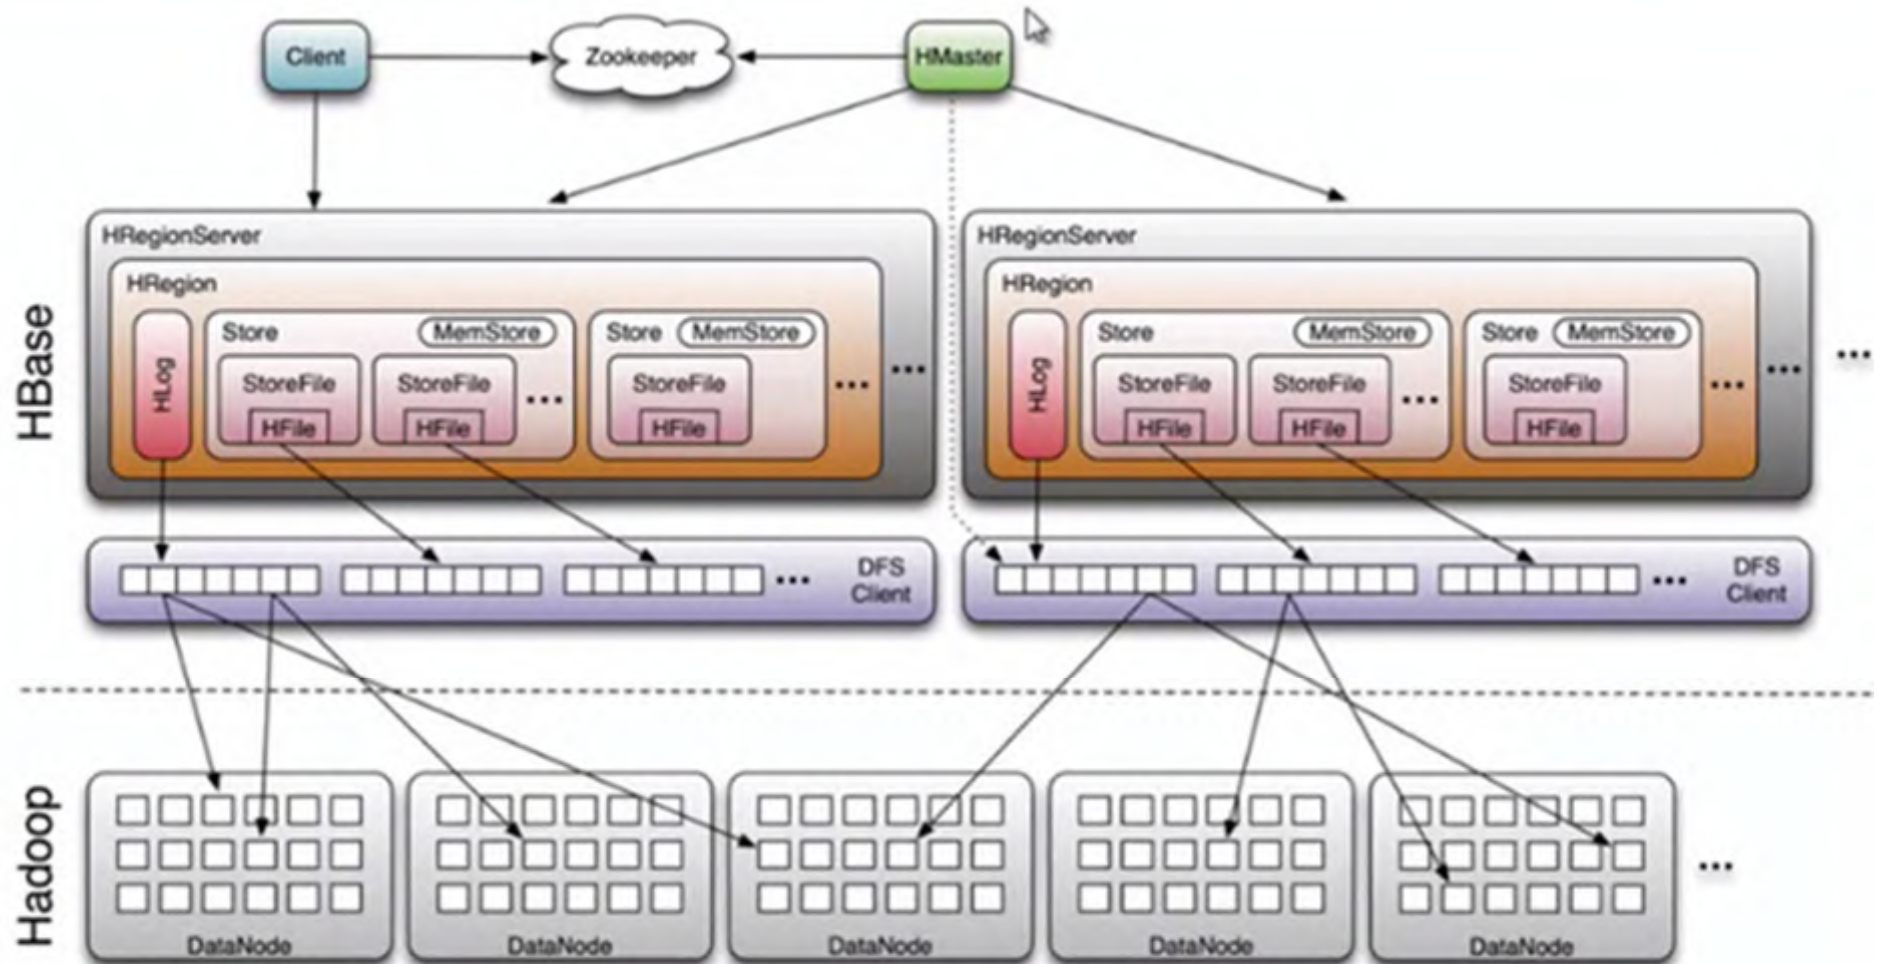 Client
Zookeeper
HMaster
HBase
HRegionServer
HRegion
HLog
Store
MemStore
StoreFile
HFile
StoreFile
HFile
...
Store
MemStore
StoreFile
HFile
...
...
HRegionServer
HRegion
HLog
Store
MemStore
StoreFile
HFile
StoreFile
HFile
...
Store
MemStore
StoreFile
HFile
...
...
...
...
DFS
Client
...
DFS
Client
Hadoop
DataNode
DataNode
DataNode
DataNode
DataNode
...